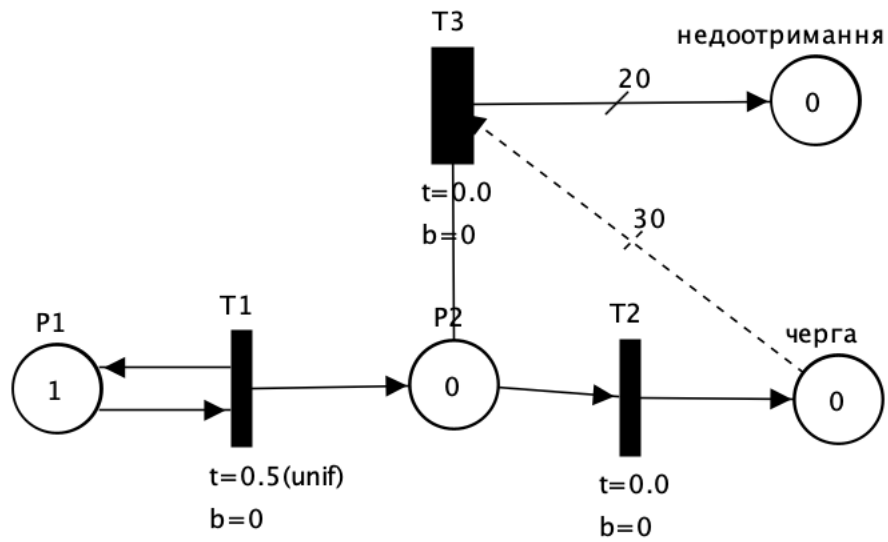 T3
недоотримання
20
0
t=0.0
b=0
30
P1
T1
P2
T2
черга
1
0
0
t=0.5(unif)
b=0
t=0.0
b=0